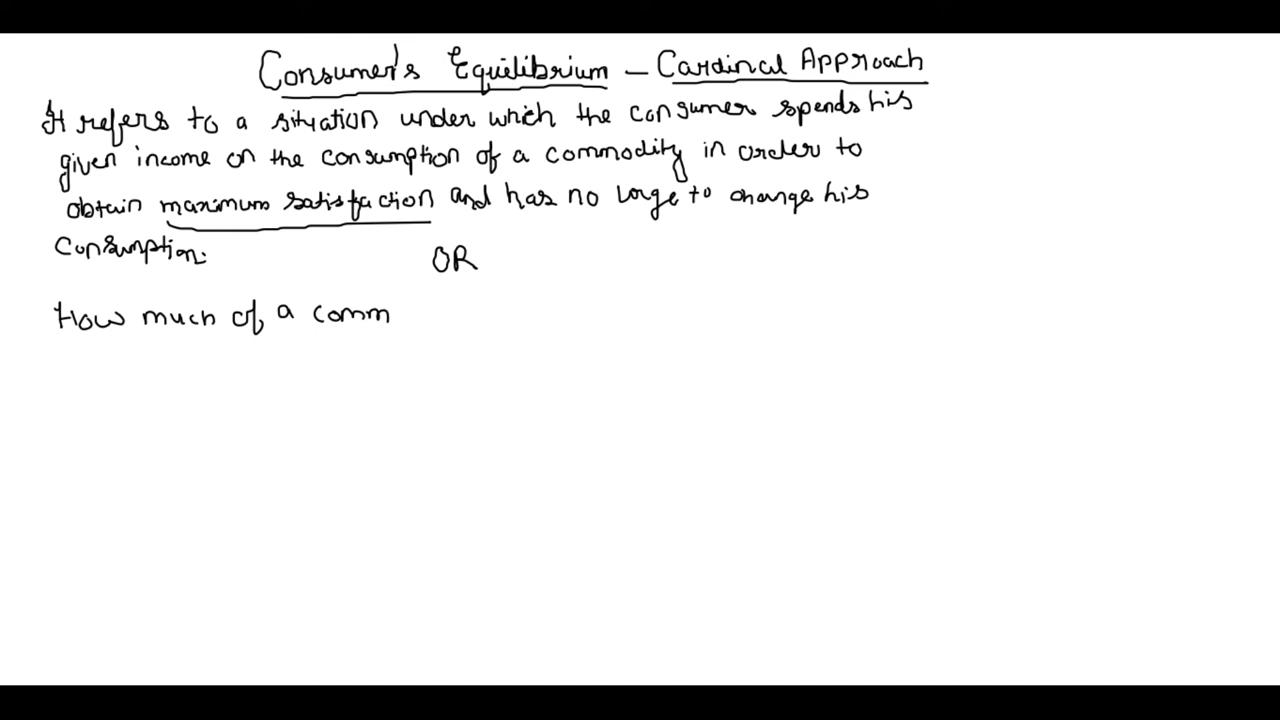 Consumer's Equilibrium – Cardinal Approach
It refers to a situation under which the consumer spends his
given income on the consumption of a commodity in order to
obtain maximum satisfaction and has no urge to change his
Consumption.
OR
How much of a comm